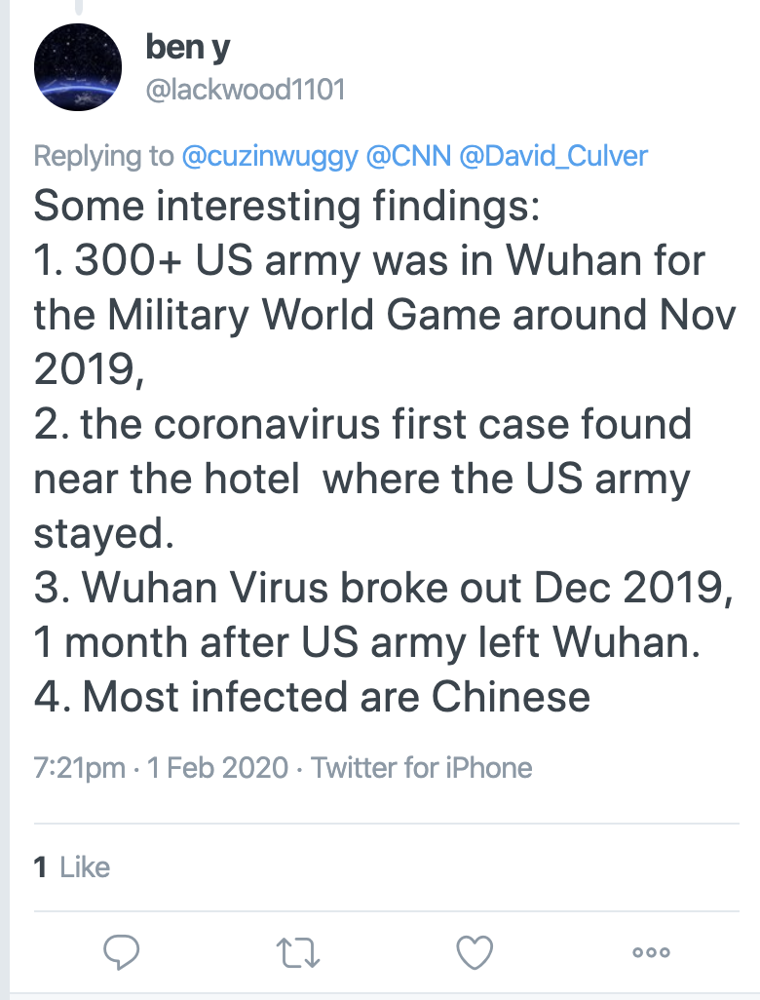 ben y
@lackwood1101
Replying to @cuzinwuggy @CNN @David_Culver
Some interesting findings:
1. 300+ US army was in Wuhan for
the Military World Game around Nov
2019,
2. the coronavirus first case found
near the hotel  where the US army
stayed.
3. Wuhan Virus broke out Dec 2019,
1 month after US army left Wuhan.
4. Most infected are Chinese
7:21pm · 1 Feb 2020 · Twitter for iPhone
1 Like